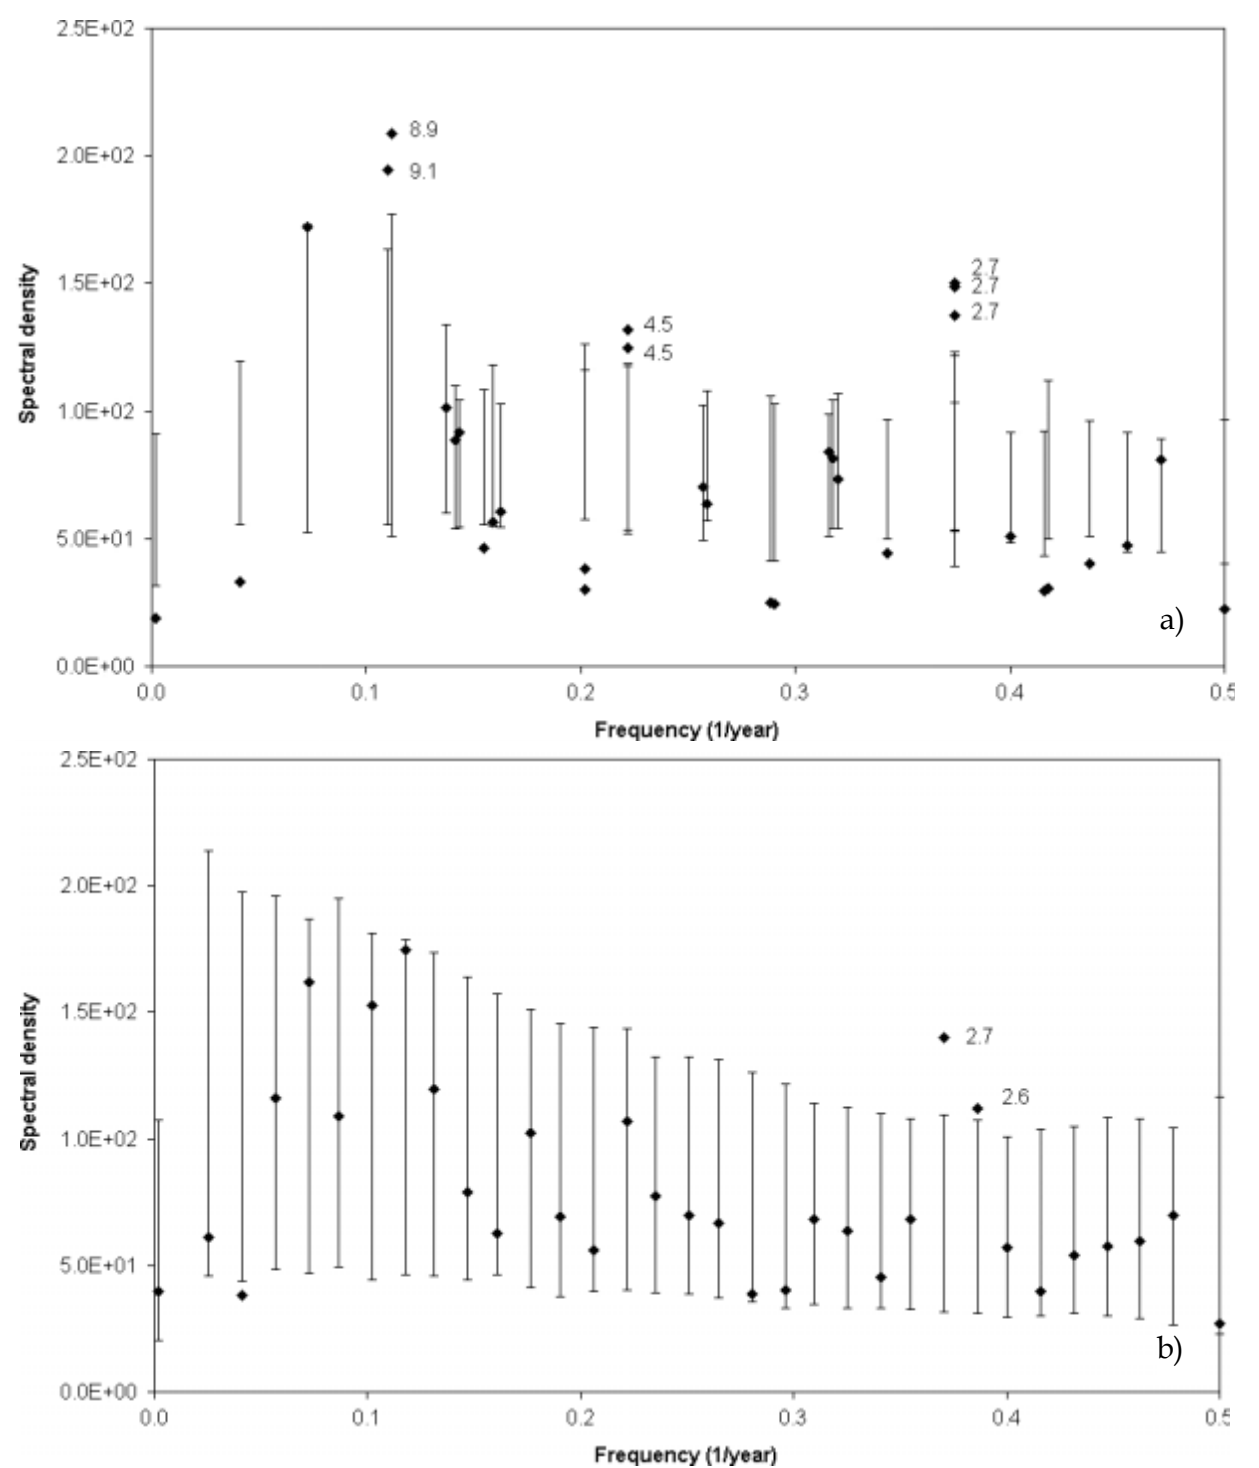 2.5E+02
8.9
2.0E+02
9.1
2.7
1.5E+02
2.7
2.7
4.5
4.5
1.0E+02
5.0E+01
a)
0.0E+00
Spectral density
0.0 0.1 0.2 0.3 0.4 0.5
Frequency (1/year)
2.5E+02
2.0E+02
1.5E+02
2.7
2.6
1.0E+02
5.0E+01
b)
0.0E+00
Spectral density
0.0 0.1 0.2 0.3 0.4 0.5
Frequency (1/year)